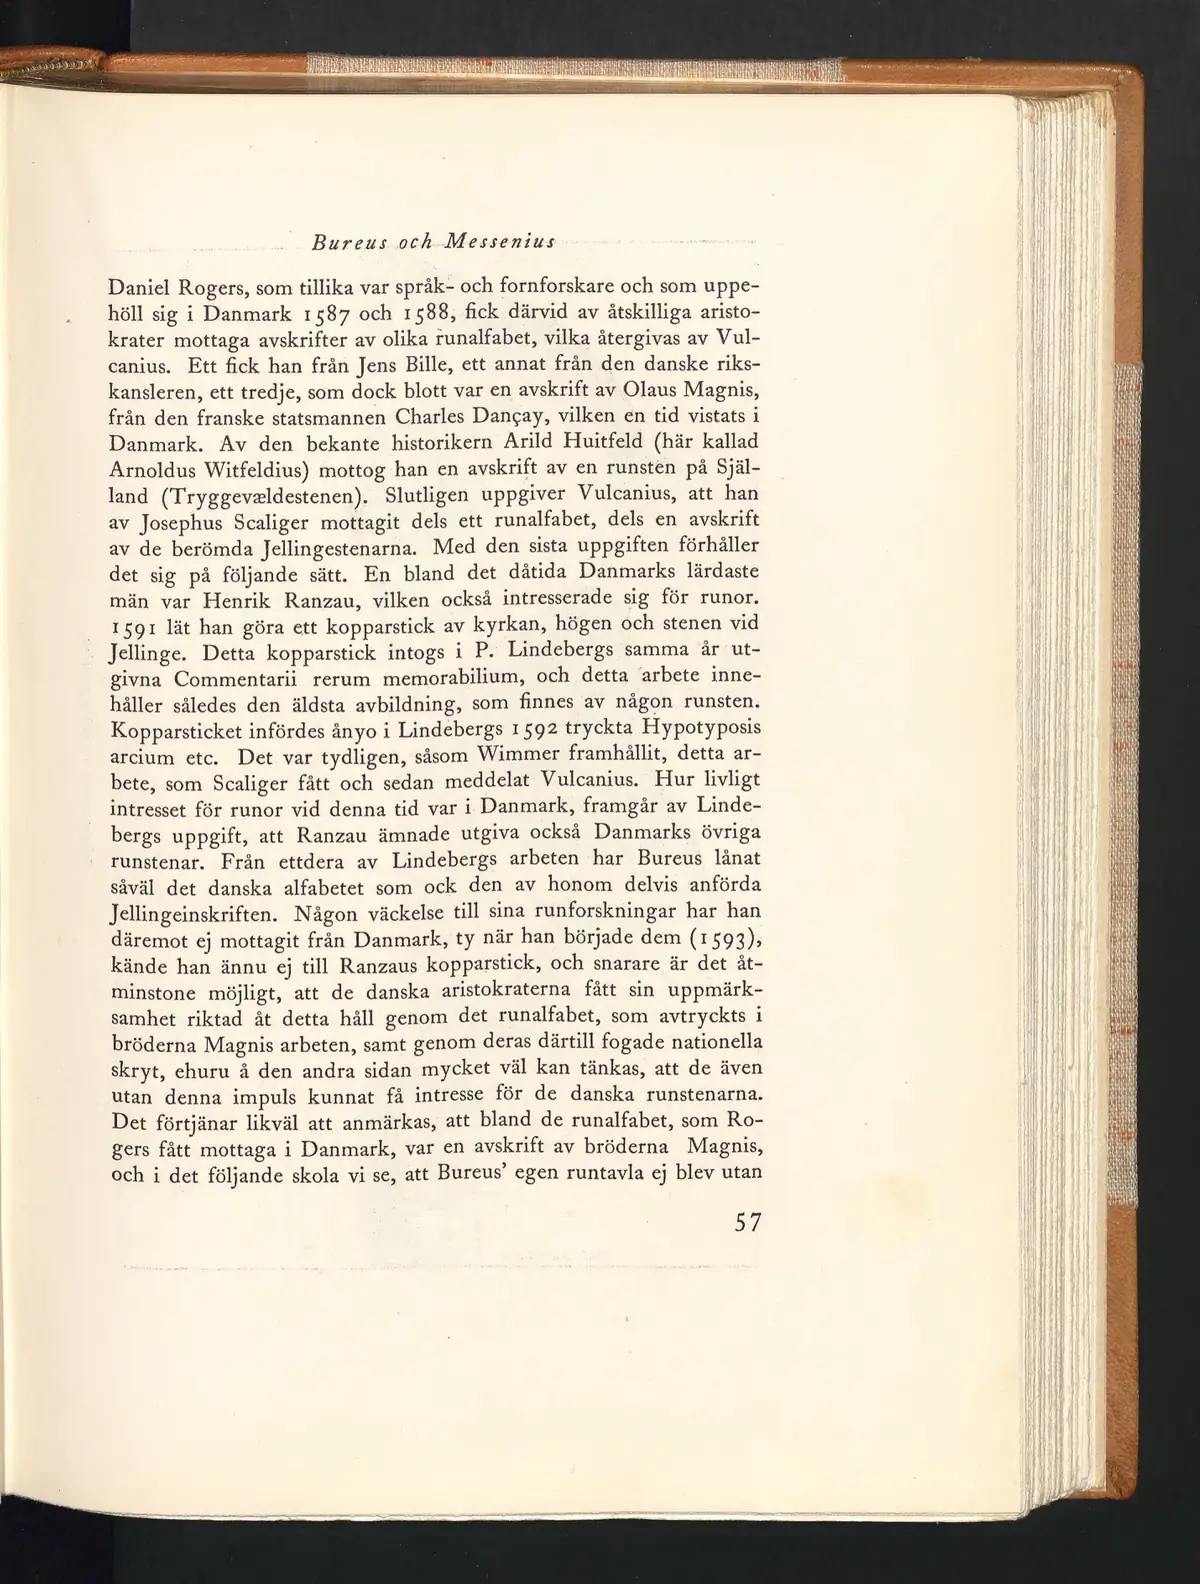 Bureus och Messenius
Daniel Rogers, som tillika var språk- och fornforskare och som uppe-
höll sig i Danmark 1587 och 1588, fick därvid av åtskilliga aristo-
krater mottaga avskrifter av olika runalfabet, vilka återgivas av Vul-
canius. Ett fick han från Jens Bille, ett annat från den danske riks-
kansleren, ett tredje, som dock blott var en avskrift av Olaus Magnis,
från den franske statsmannen Charles Dançay, vilken en tid vistats i
Danmark. Av den bekante historikern Arild Huitfeld (här kallad
Arnoldus Witfeldius) mottog han en avskrift av en runsten på Själ-
land (Tryggevældestenen). Slutligen uppgiver Vulcanius, att han
av Josephus Scaliger mottagit dels ett runalfabet, dels en avskrift
av de berömda Jellingestenarna. Med den sista uppgiften förhåller
det sig på följande sätt. En bland det dåtida Danmarks lärdaste
män var Henrik Ranzau, vilken också intresserade sig för runor.
1591 lät han göra ett kopparstick av kyrkan, högen och stenen vid
Jellinge. Detta kopparstick intogs i P. Lindebergs samma år ut-
givna Commentarii rerum memorabilium, och detta arbete inne-
håller således den äldsta avbildning, som finnes av någon runsten.
Kopparsticket infördes ånyo i Lindebergs 1592 tryckta Hypotyposis
arcium etc. Det var tydligen, såsom Wimmer framhållit, detta ar-
bete, som Scaliger fått och sedan meddelat Vulcanius. Hur livligt
intresset för runor vid denna tid var i Danmark, framgår av Linde-
bergs uppgift, att Ranzau ämnade utgiva också Danmarks övriga
runstenar. Från ettdera av Lindebergs arbeten har Bureus lånat
såväl det danska alfabetet som ock den av honom delvis anförda
Jellingeinskriften. Någon väckelse till sina runforskningar har han
däremot ej mottagit från Danmark, ty när han började dem (1593),
kände han ännu ej till Ranzaus kopparstick, och snarare är det åt-
minstone möjligt, att de danska aristokraterna fått sin uppmärk-
samhet riktad åt detta håll genom det runalfabet, som avtryckts i
bröderna Magnis arbeten, samt genom deras därtill fogade nationella
skryt, ehuru å den andra sidan mycket väl kan tänkas, att de även
utan denna impuls kunnat få intresse för de danska runstenarna.
Det förtjänar likväl att anmärkas, att bland de runalfabet, som Ro-
gers fått mottaga i Danmark, var en avskrift av bröderna Magnis,
och i det följande skola vi se, att Bureus’ egen runtavla ej blev utan
57